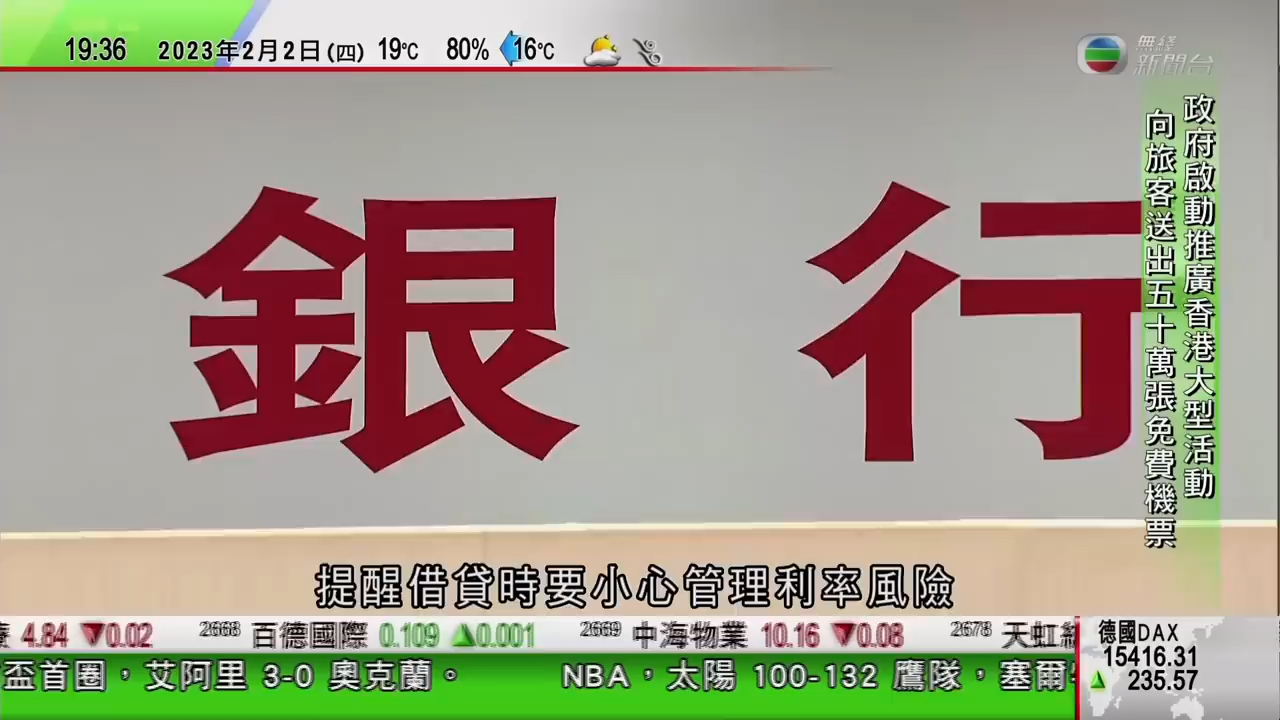 19:36 2023年2月2日(四) 19℃ 80% 16℃
無綫
新聞台
政府啟動推廣香港大型活動
向旅客送出五十萬張免費機票
銀行
提醒借貸時要小心管理利率風險
4.84 ▼0.02 2668 百德國際 0.109 ▲0.001 2669 中海物業 10.16 ▼0.08 2678 天虹
盃首圈，艾阿里 3-0 奧克蘭。 NBA，太陽 100-132 鷹隊，塞爾
德國DAX
15416.31
▲ 235.57